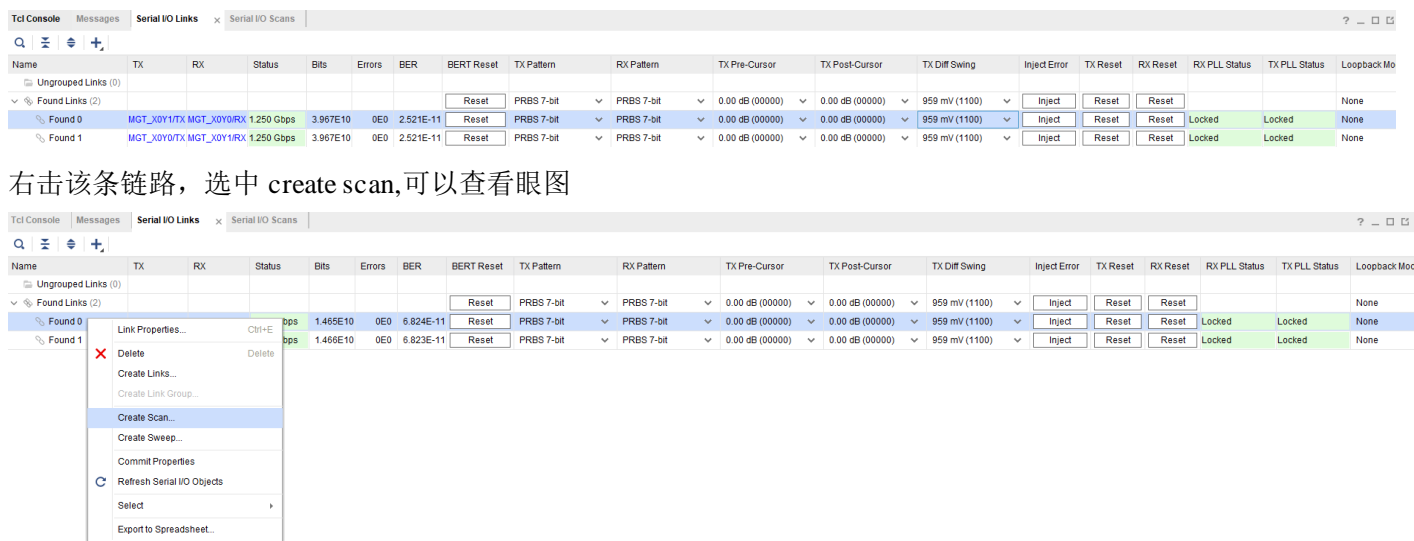 Tcl Console Messages Serial I/O Links × Serial I/O Scans ? _ □
Name TX RX Status Bits Errors BER BERT Reset TX Pattern RX Pattern TX Pre-Cursor TX Post-Cursor TX Diff Swing Inject Error TX Reset RX Reset RX PLL Status TX PLL Status Loopback Mo
Ungrouped Links (0)
Found Links (2) Reset PRBS 7-bit PRBS 7-bit 0.00 dB (00000) 0.00 dB (00000) 959 mV (1100) Inject Reset Reset None
Found 0 MGT_X0Y1/TX MGT_X0Y0/RX 1.250 Gbps 3.967E10 0E0 2.521E-11 Reset PRBS 7-bit PRBS 7-bit 0.00 dB (00000) 0.00 dB (00000) 959 mV (1100) Inject Reset Reset Locked Locked None
Found 1 MGT_X0Y0/TX MGT_X0Y1/RX 1.250 Gbps 3.967E10 0E0 2.521E-11 Reset PRBS 7-bit PRBS 7-bit 0.00 dB (00000) 0.00 dB (00000) 959 mV (1100) Inject Reset Reset Locked Locked None
右击该条链路，选中 create scan,可以查看眼图
Tcl Console Messages Serial I/O Links × Serial I/O Scans ? _ □
Name TX RX Status Bits Errors BER BERT Reset TX Pattern RX Pattern TX Pre-Cursor TX Post-Cursor TX Diff Swing Inject Error TX Reset RX Reset RX PLL Status TX PLL Status Loopback Moc
Ungrouped Links (0)
Found Links (2) Reset PRBS 7-bit PRBS 7-bit 0.00 dB (00000) 0.00 dB (00000) 959 mV (1100) Inject Reset Reset None
Found 0 bps 1.465E10 0E0 6.824E-11 Reset PRBS 7-bit PRBS 7-bit 0.00 dB (00000) 0.00 dB (00000) 959 mV (1100) Inject Reset Reset Locked Locked None
Found 1 bps 1.466E10 0E0 6.823E-11 Reset PRBS 7-bit PRBS 7-bit 0.00 dB (00000) 0.00 dB (00000) 959 mV (1100) Inject Reset Reset Locked Locked None
Link Properties... Ctrl+E
Delete Delete
Create Links...
Create Link Group...
Create Scan...
Create Sweep...
Commit Properties
Refresh Serial I/O Objects
Select
Export to Spreadsheet...